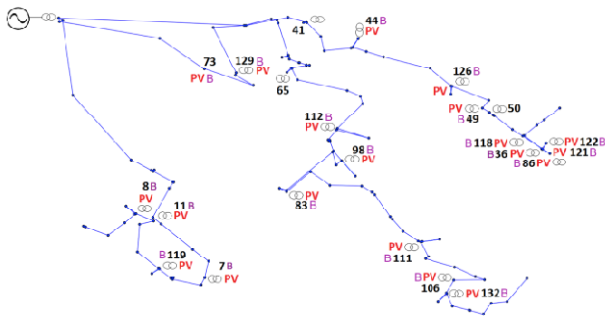 44 B
PV
41
73
PV B
129 B
PV
65
126 B
PV
PV
B 49
50
112 B
PV
B 118 PV
B 36 PV
B 86 PV
PV 122 B
PV 121 B
98 B
PV
PV
83 B
8 B
PV
11 B
PV
B 119
PV
7 B
PV
PV
B 111
B PV
106
PV 132 B